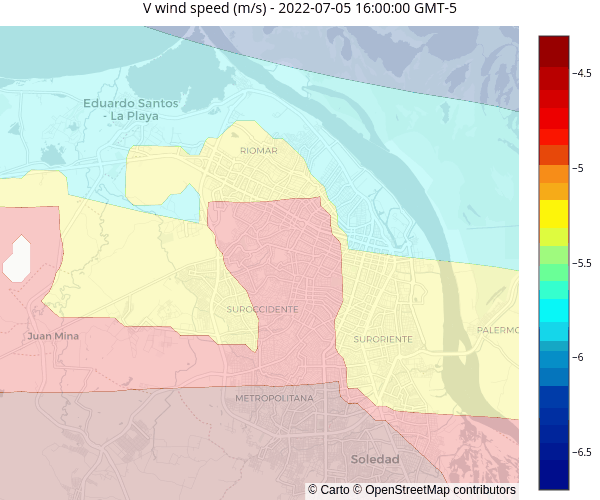 V wind speed (m/s) - 2022-07-05 16:00:00 GMT-5
-4.5
Eduardo Santos
- La Playa
RIOMAR
-5
-5.5
SUROCCIDENTE
Juan Mina
SURORIENTE
PALERMO
-6
METROPOLITANA
Soledad
-6.5
© Carto © OpenStreetMap contributors